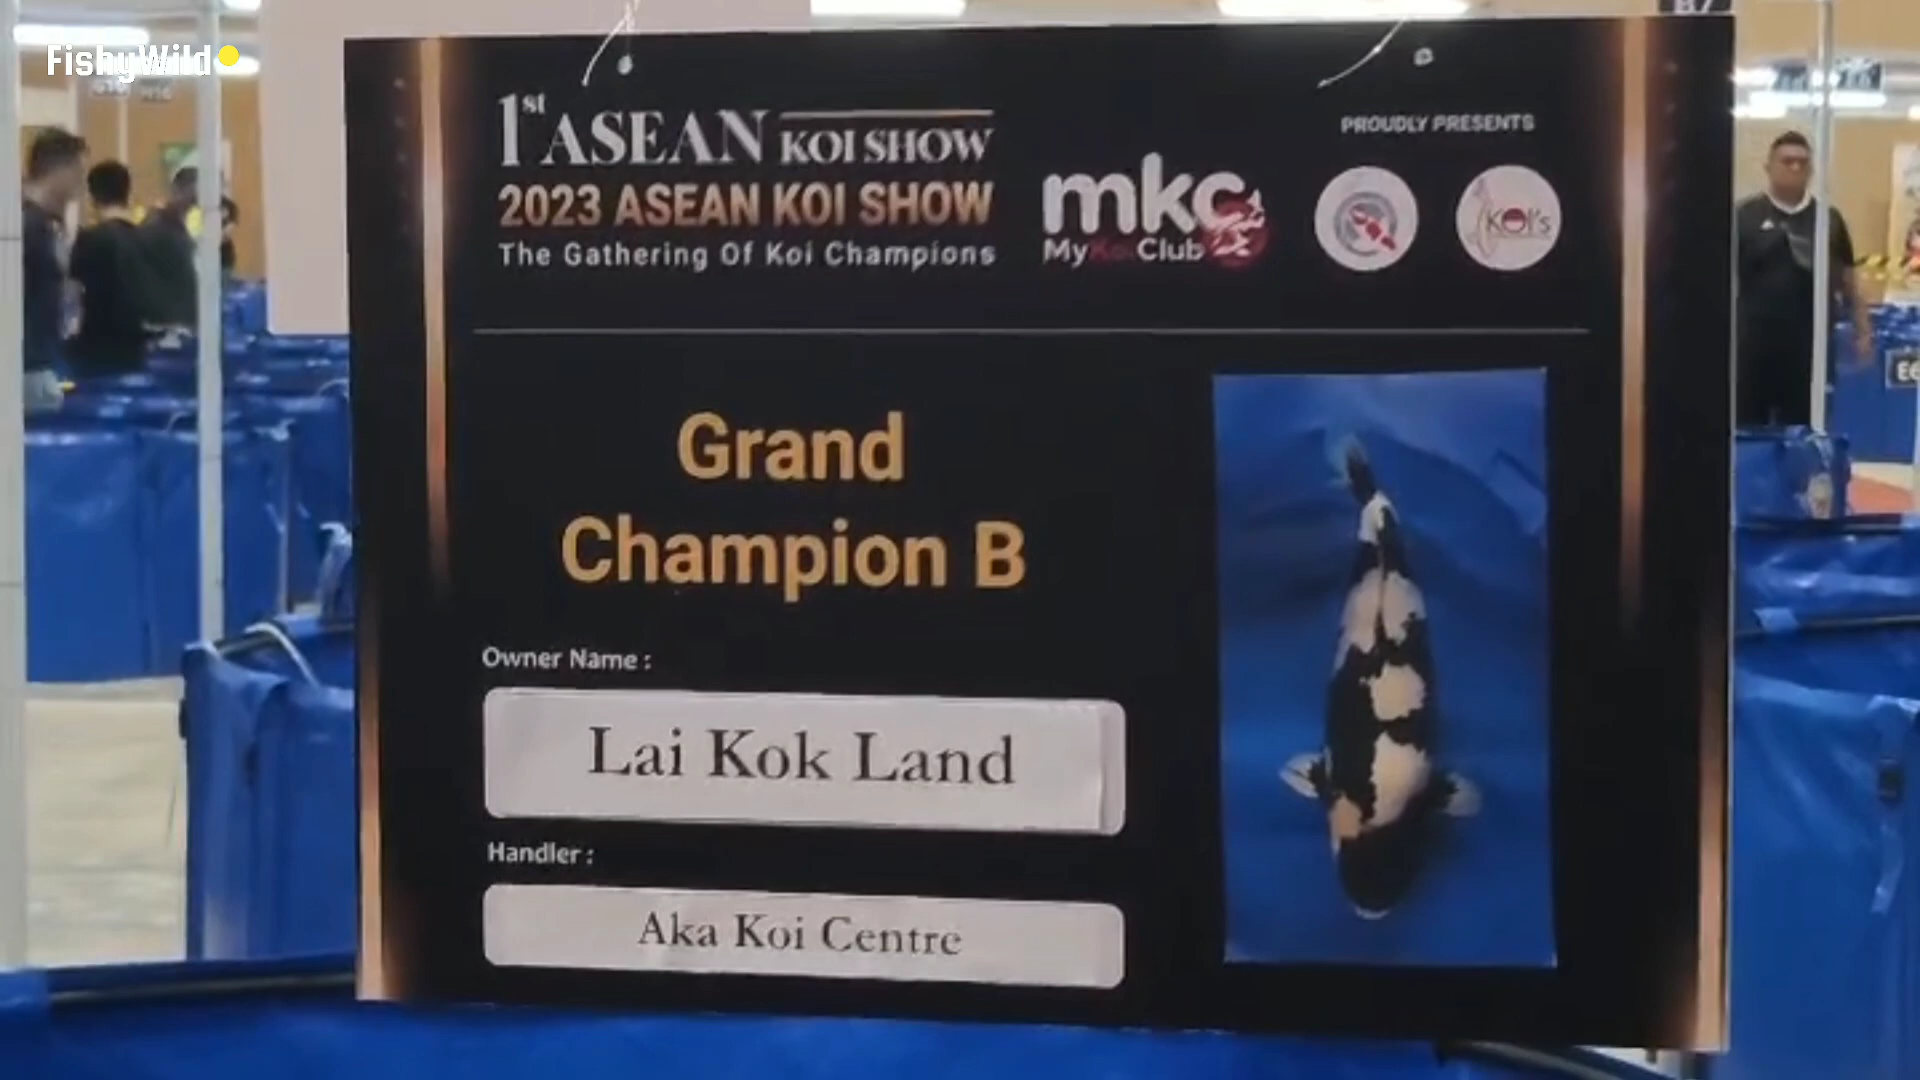 FishyWild
B7
1st ASEAN KOI SHOW
2023 ASEAN KOI SHOW
The Gathering Of Koi Champions
mkc
MyKoiClub
PROUDLY PRESENTS
KOI's
Grand
Champion B
Owner Name :
Lai Kok Land
Handler :
Aka Koi Centre